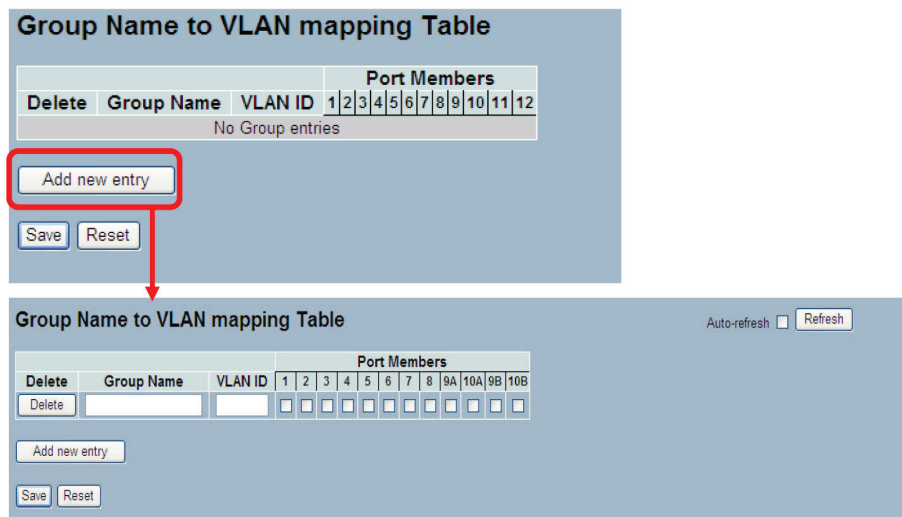 Group Name to VLAN mapping Table
Port Members
Delete Group Name VLAN ID 1 2 3 4 5 6 7 8 9 10 11 12
No Group entries
Add new entry
Save Reset
Group Name to VLAN mapping Table
Auto-refresh Refresh
Port Members
Delete Group Name VLAN ID 1 2 3 4 5 6 7 8 9A 10A 9B 10B
Delete
Add new entry
Save Reset